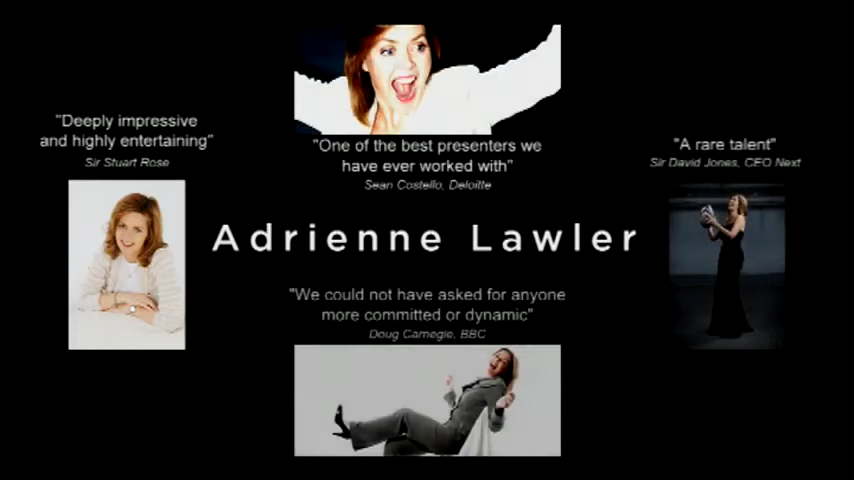 "Deeply impressive
and highly entertaining"
Sir Stuart Rose
"One of the best presenters we
have ever worked with"
Sean Costello, Deloitte
"A rare talent"
Sir David Jones, CEO Next
Adrienne Lawler
"We could not have asked for anyone
more committed or dynamic"
Doug Carnegie, BBC